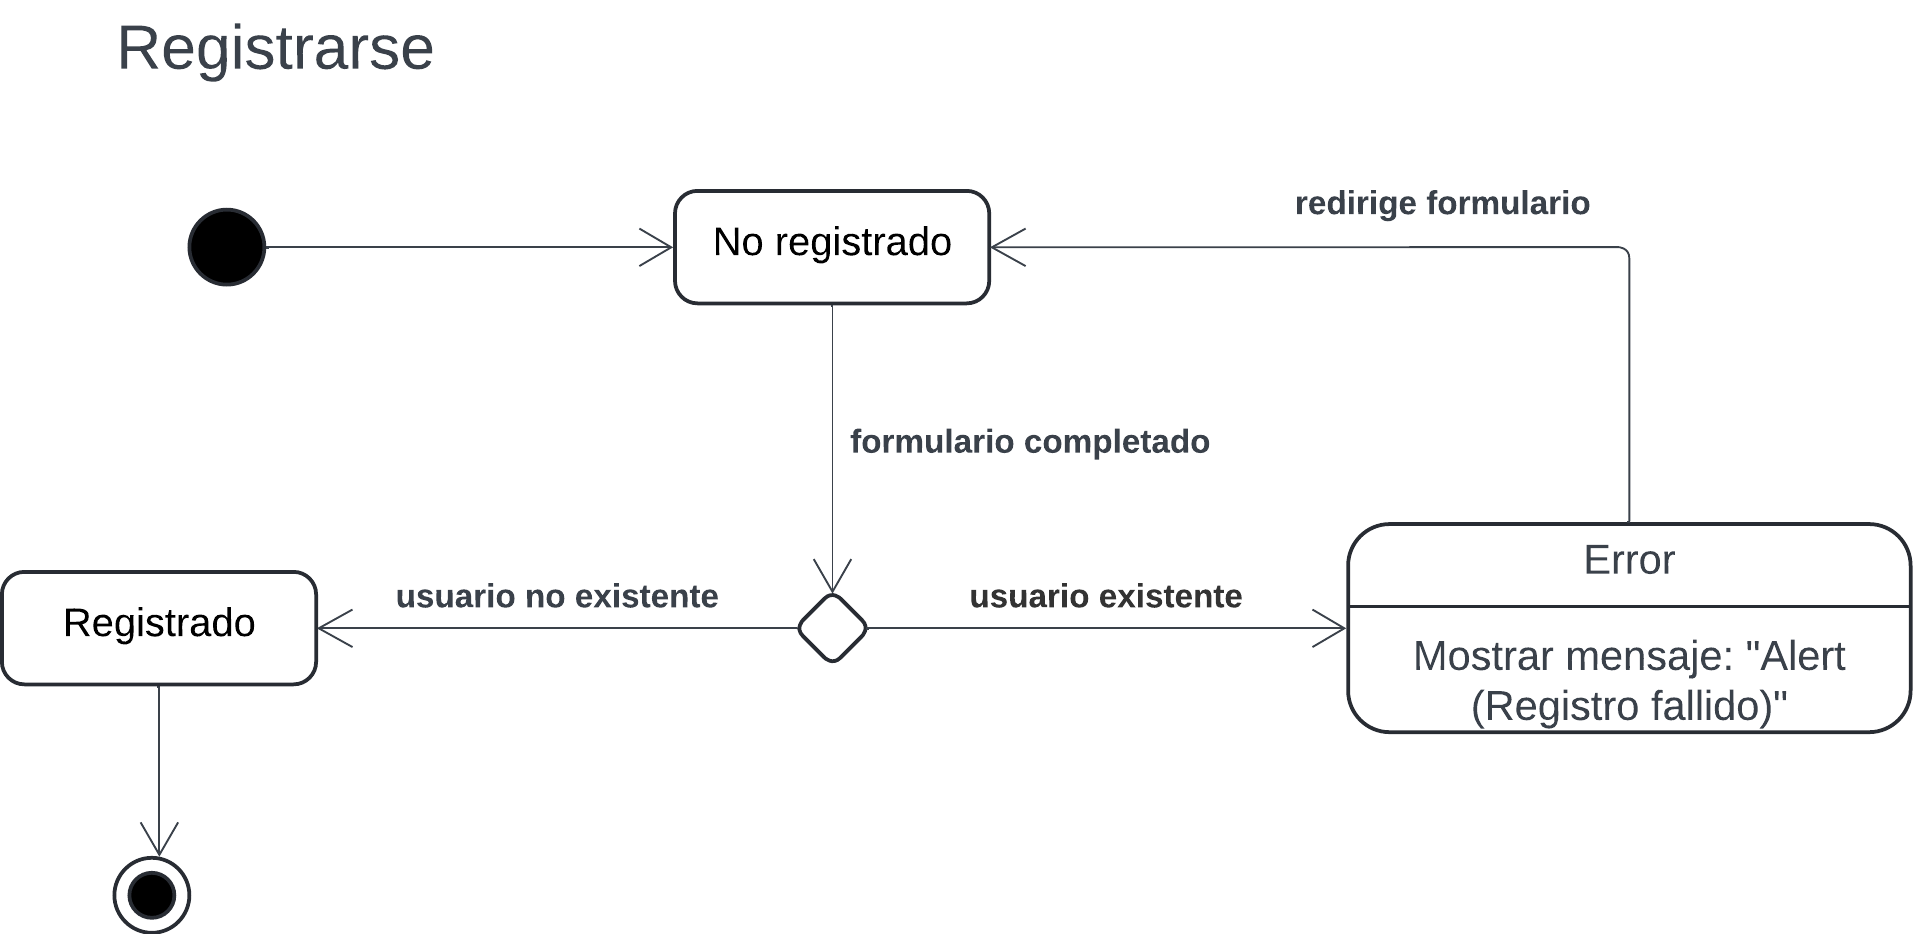 Registrarse
No registrado
redirige formulario
formulario completado
Registrado
usuario no existente
usuario existente
Error
Mostrar mensaje: "Alert
(Registro fallido)"